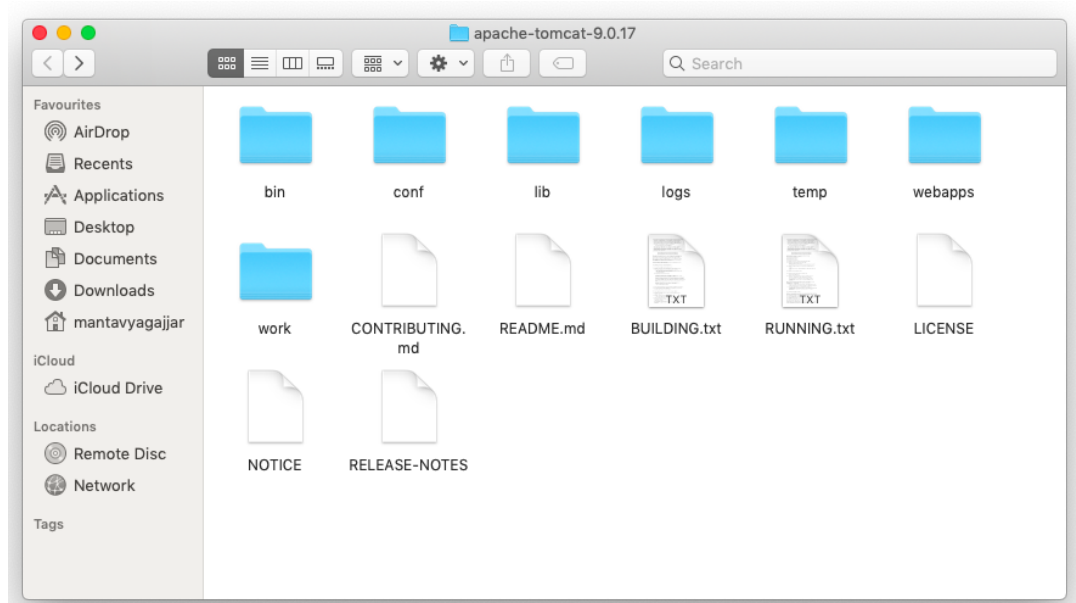 apache-tomcat-9.0.17
Search
Favourites
AirDrop
Recents
Applications
Desktop
Documents
Downloads
mantavyagajjar
iCloud
iCloud Drive
Locations
Remote Disc
Network
Tags
bin conf lib logs temp webapps
TXT TXT
work CONTRIBUTING. README.md BUILDING.txt RUNNING.txt LICENSE
md
NOTICE RELEASE-NOTES